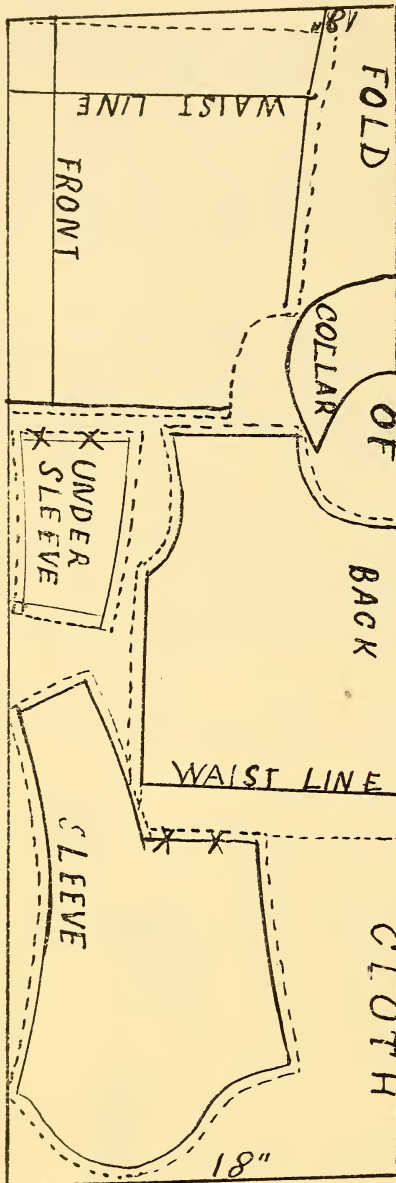 18"
FOLD
OF
CLOTH
WAIST LINE
FRONT
COLLAR
X X
UNDER
SLEEVE
BACK
WAIST LINE
X X
SLEEVE
18"